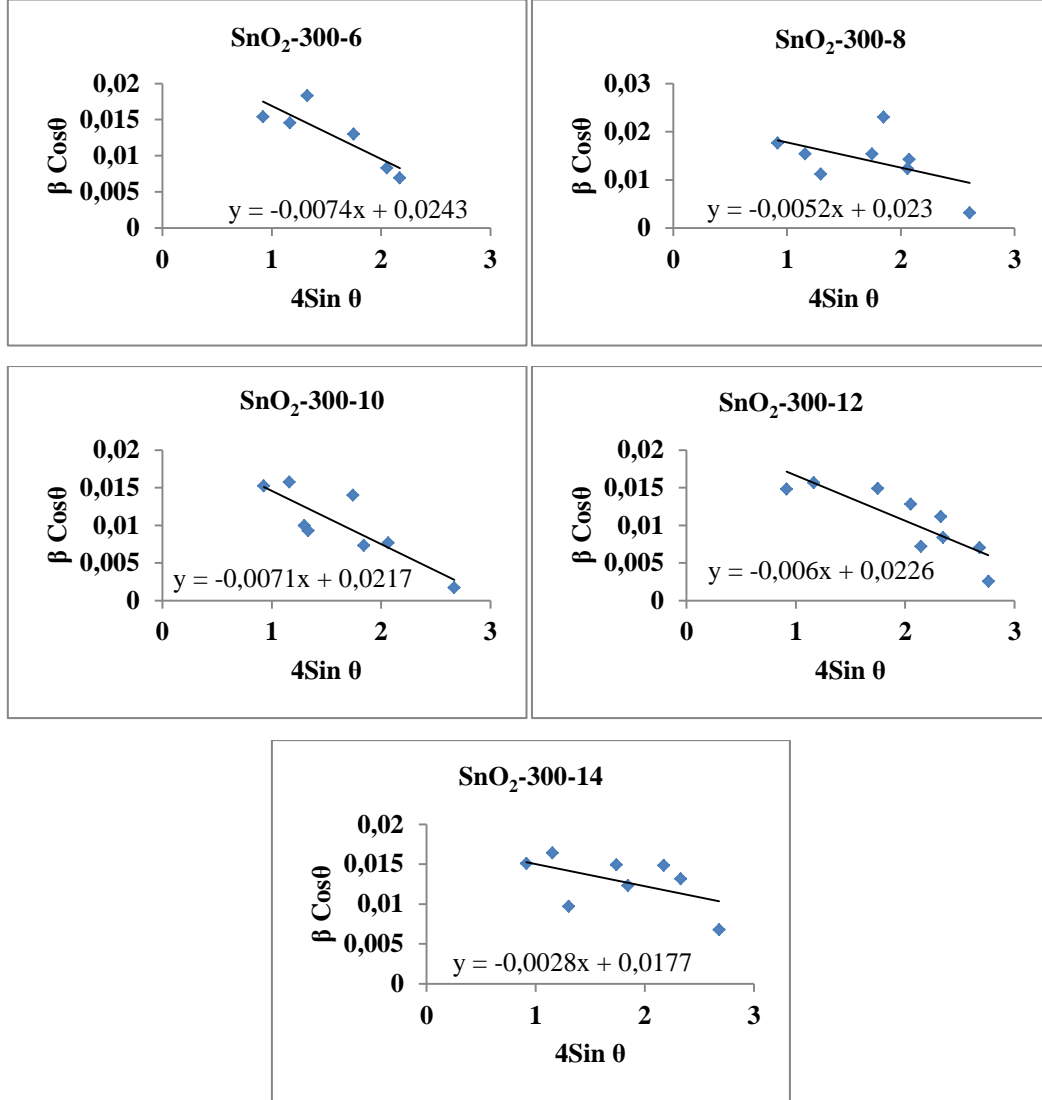 SnO₂-300-6
β Cosθ
0,02
0,015
0,01
0,005
0
y = -0,0074x + 0,0243
0 1 2 3
4Sin θ
SnO₂-300-8
β Cosθ
0,03
0,02
0,01
0
y = -0,0052x + 0,023
0 1 2 3
4Sin θ
SnO₂-300-10
β Cosθ
0,02
0,015
0,01
0,005
0
y = -0,0071x + 0,0217
0 1 2 3
4Sin θ
SnO₂-300-12
β Cosθ
0,02
0,015
0,01
0,005
0
y = -0,006x + 0,0226
0 1 2 3
4Sin θ
SnO₂-300-14
β Cosθ
0,02
0,015
0,01
0,005
0
y = -0,0028x + 0,0177
0 1 2 3
4Sin θ